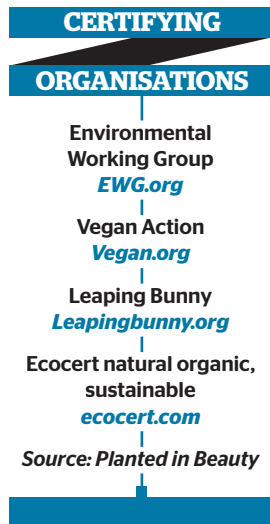 CERTIFYING
ORGANISATIONS
Environmental
Working Group
EWG.org
Vegan Action
Vegan.org
Leaping Bunny
Leapingbunny.org
Ecocert natural organic,
sustainable
ecocert.com
Source: Planted in Beauty